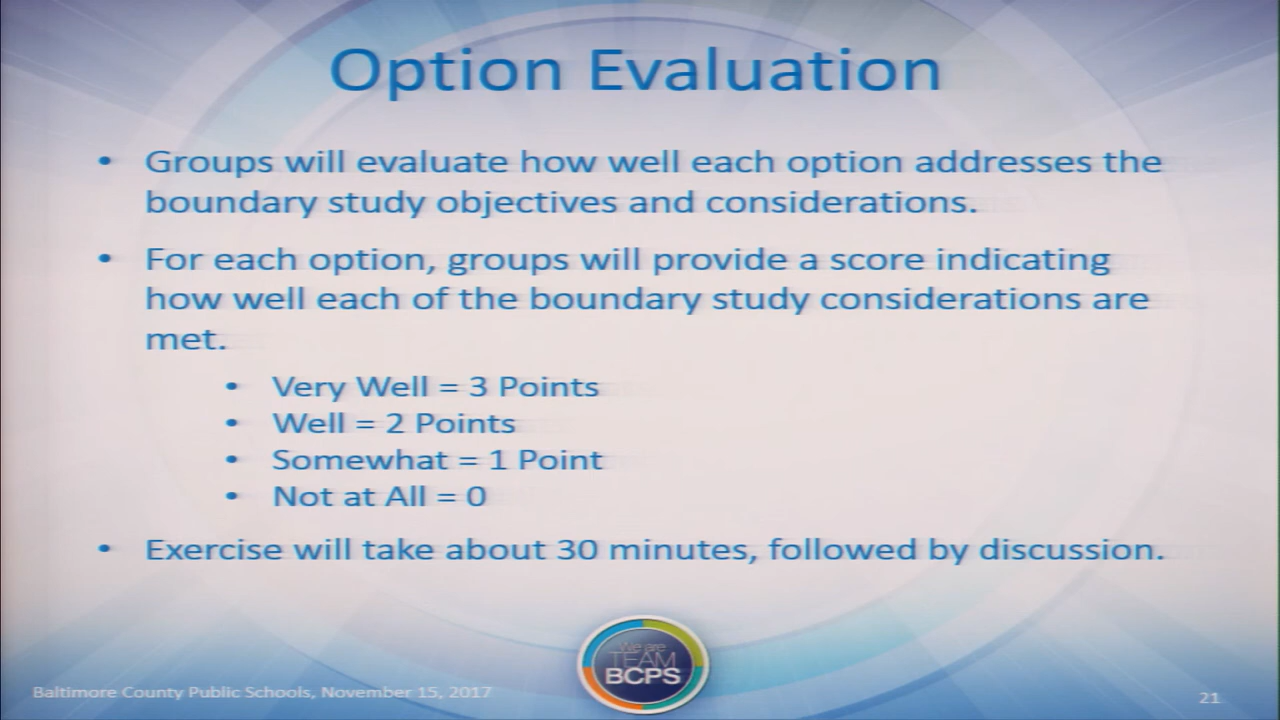 Option Evaluation
• Groups will evaluate how well each option addresses the
boundary study objectives and considerations.
• For each option, groups will provide a score indicating
how well each of the boundary study considerations are
met.
• Very Well = 3 Points
• Well = 2 Points
• Somewhat = 1 Point
• Not at All = 0
• Exercise will take about 30 minutes, followed by discussion.
We are
TEAM
BCPS
Baltimore County Public Schools, November 15, 2017
21